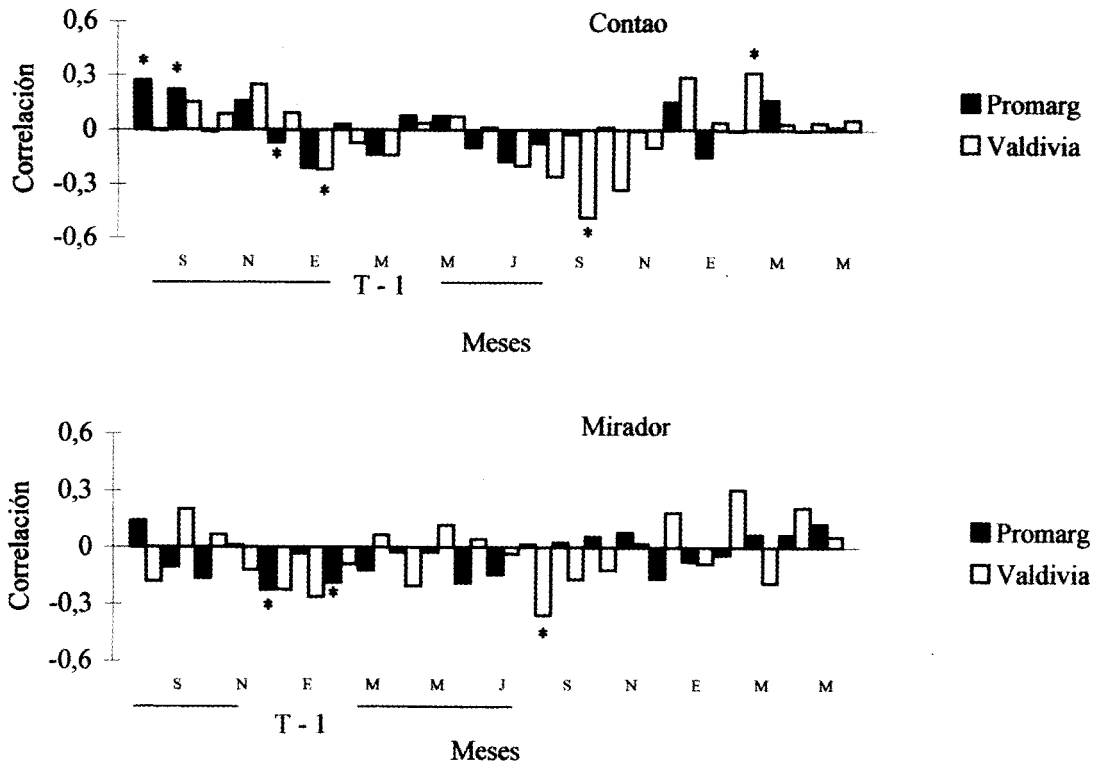 Contao
Correlación
0,6
0,3
0
-0,3
-0,6
* * * * * *
Promarg
Valdivia
S N E M M J S N E M M
T - 1
Meses
Mirador
Correlación
0,6
0,3
0
-0,3
-0,6
* * *
Promarg
Valdivia
S N E M M J S N E M M
T - 1
Meses